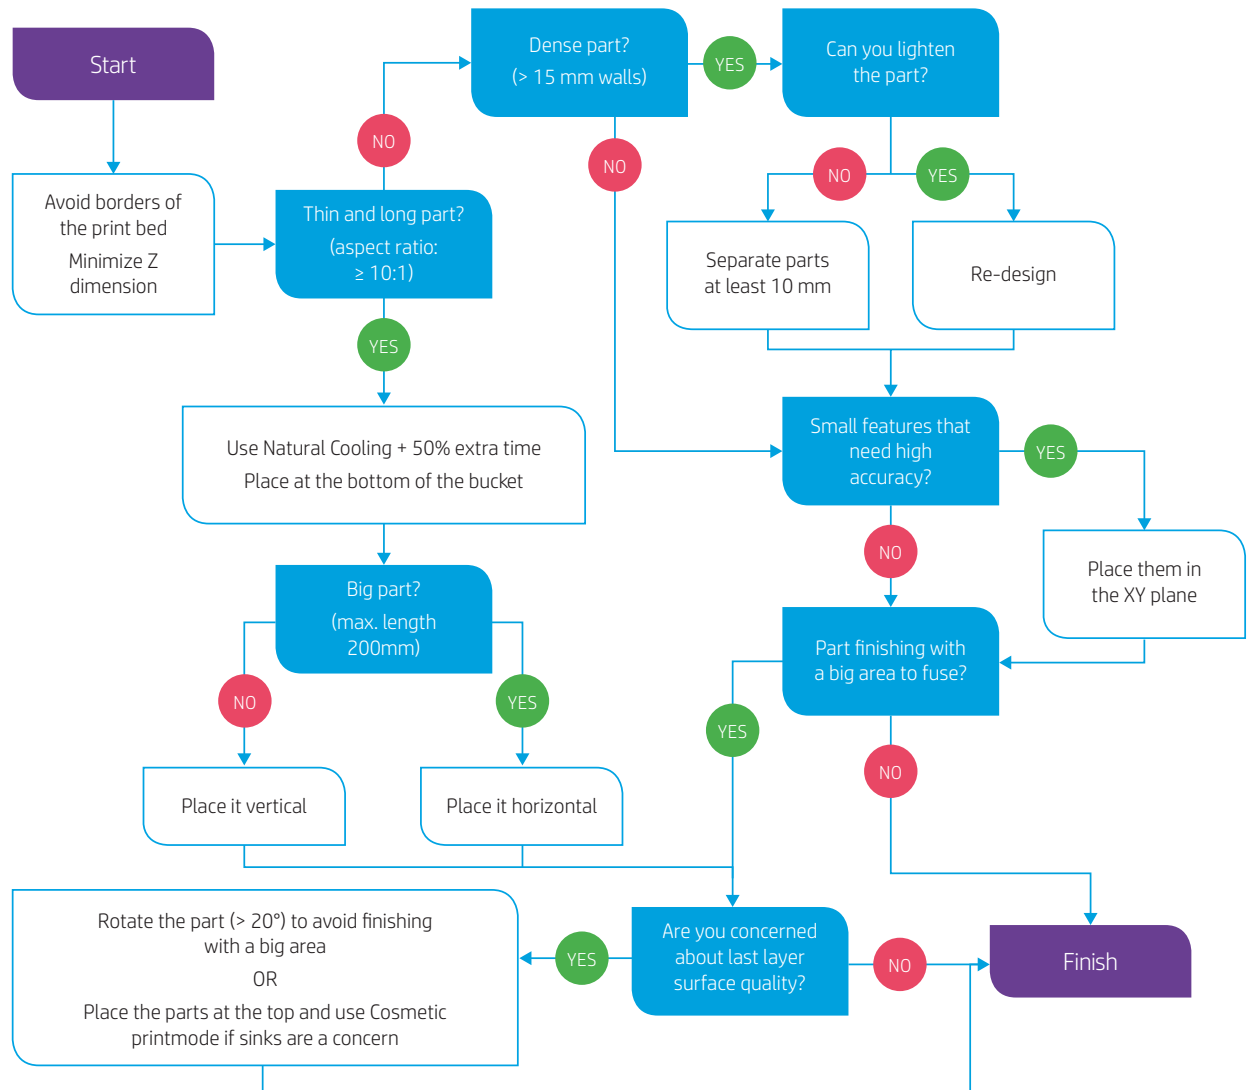 Start
Avoid borders of
the print bed
Minimize Z
dimension
Thin and long part?
(aspect ratio:
≥ 10:1)
NO
Dense part?
(> 15 mm walls)
YES
Can you lighten
the part?
NO
NO
YES
Separate parts
at least 10 mm
Re-design
YES
Use Natural Cooling + 50% extra time
Place at the bottom of the bucket
Small features that
need high
accuracy?
YES
NO
Place them in
the XY plane
Big part?
(max. length
200mm)
NO
YES
Part finishing with
a big area to fuse?
YES
NO
Place it vertical
Place it horizontal
Rotate the part (> 20°) to avoid finishing
with a big area
OR
Place the parts at the top and use Cosmetic
printmode if sinks are a concern
YES
Are you concerned
about last layer
surface quality?
NO
Finish